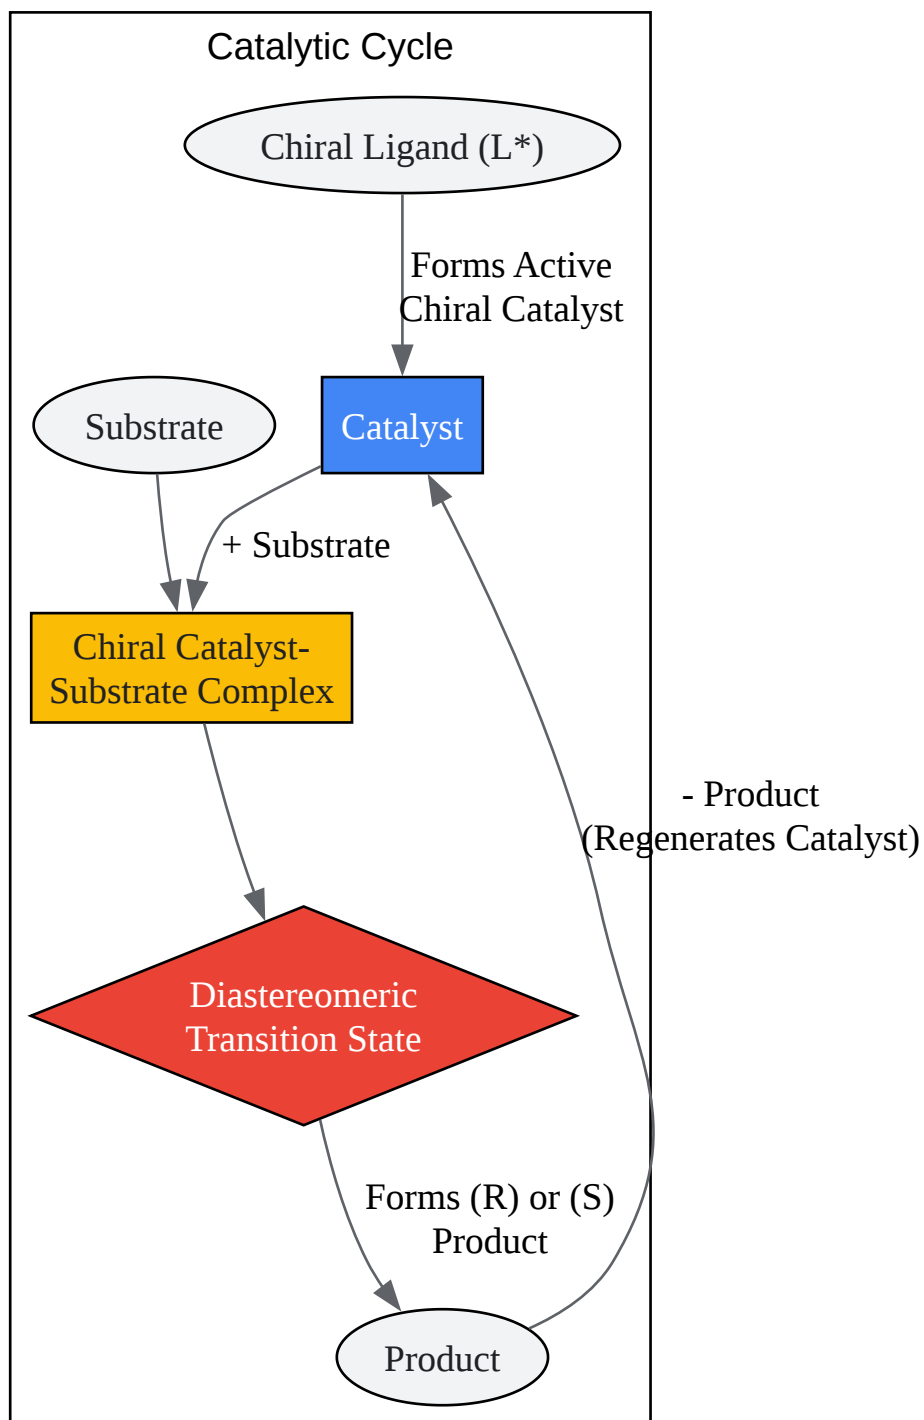 Catalytic Cycle
Chiral Ligand (L*)
Forms Active
Chiral Catalyst
Substrate
Catalyst
+ Substrate
Chiral Catalyst-
Substrate Complex
- Product
(Regenerates Catalyst)
Diastereomeric
Transition State
Forms (R) or (S)
Product
Product